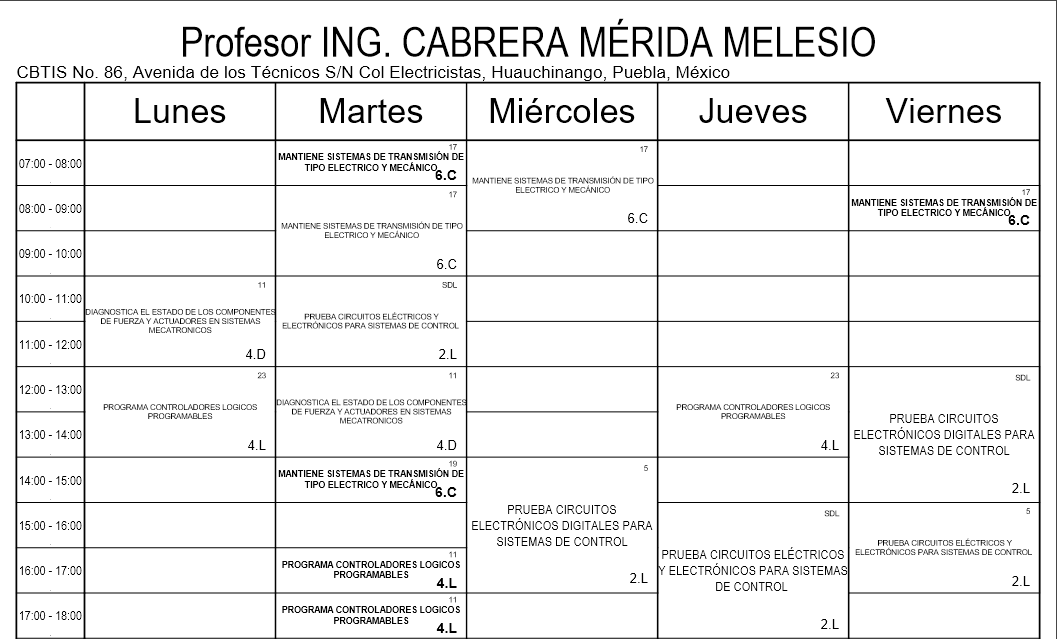 Profesor ING. CABRERA MÉRIDA MELESIO
CBTIS No. 86, Avenida de los Técnicos S/N Col Electricistas, Huauchinango, Puebla, México
Lunes
Martes
Miércoles
Jueves
Viernes
07:00 - 08:00
17
MANTIENE SISTEMAS DE TRANSMISIÓN DE
TIPO ELECTRICO Y MECÁNICO
6.C
17
MANTIENE SISTEMAS DE TRANSMISIÓN DE TIPO
ELECTRICO Y MECÁNICO
6.C
08:00 - 09:00
17
MANTIENE SISTEMAS DE TRANSMISIÓN DE TIPO
ELECTRICO Y MECÁNICO
6.C
17
MANTIENE SISTEMAS DE TRANSMISIÓN DE
TIPO ELECTRICO Y MECÁNICO
6.C
09:00 - 10:00
10:00 - 11:00
11
DIAGNOSTICA EL ESTADO DE LOS COMPONENTES
DE FUERZA Y ACTUADORES EN SISTEMAS
MECATRONICOS
4.D
SDL
PRUEBA CIRCUITOS ELÉCTRICOS Y
ELECTRÓNICOS PARA SISTEMAS DE CONTROL
2.L
11:00 - 12:00
12:00 - 13:00
23
PROGRAMA CONTROLADORES LOGICOS
PROGRAMABLES
4.L
11
DIAGNOSTICA EL ESTADO DE LOS COMPONENTES
DE FUERZA Y ACTUADORES EN SISTEMAS
MECATRONICOS
4.D
23
PROGRAMA CONTROLADORES LOGICOS
PROGRAMABLES
4.L
SDL
PRUEBA CIRCUITOS
ELECTRÓNICOS DIGITALES PARA
SISTEMAS DE CONTROL
2.L
13:00 - 14:00
14:00 - 15:00
19
MANTIENE SISTEMAS DE TRANSMISIÓN DE
TIPO ELECTRICO Y MECÁNICO
6.C
5
PRUEBA CIRCUITOS
ELECTRÓNICOS DIGITALES PARA
SISTEMAS DE CONTROL
2.L
15:00 - 16:00
SDL
PRUEBA CIRCUITOS ELÉCTRICOS
Y ELECTRÓNICOS PARA SISTEMAS
DE CONTROL
2.L
5
PRUEBA CIRCUITOS ELÉCTRICOS Y
ELECTRÓNICOS PARA SISTEMAS DE CONTROL
2.L
16:00 - 17:00
11
PROGRAMA CONTROLADORES LOGICOS
PROGRAMABLES
4.L
17:00 - 18:00
11
PROGRAMA CONTROLADORES LOGICOS
PROGRAMABLES
4.L